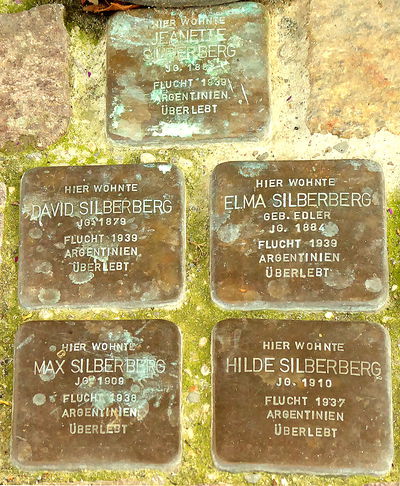 HIER WOHNTE
JEANETTE
SILBERBERG
JG.
FLUCHT 1939
ARGENTINIEN
ÜBERLEBT
HIER WOHNTE
DAVID SILBERBERG
JG. 1879
FLUCHT 1939
ARGENTINIEN
ÜBERLEBT
HIER WOHNTE
ELMA SILBERBERG
GEB. EDLER
JG. 1884
FLUCHT 1939
ARGENTINIEN
ÜBERLEBT
HIER WOHNTE
MAX SILBERBERG
JG. 1909
FLUCHT 1938
ARGENTINIEN
ÜBERLEBT
HIER WOHNTE
HILDE SILBERBERG
JG. 1910
FLUCHT 1937
ARGENTINIEN
ÜBERLEBT